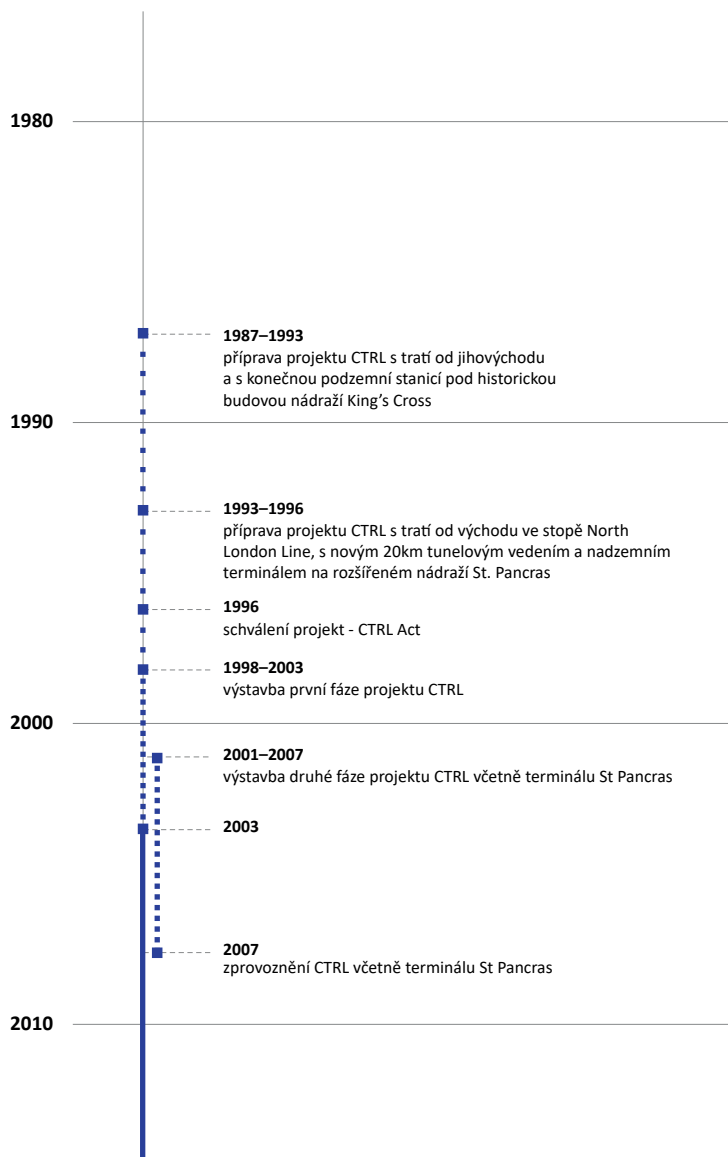 1980
1987–1993
příprava projektu CTRL s tratí od jihovýchodu
a s konečnou podzemní stanicí pod historickou
budovou nádraží King’s Cross
1990
1993–1996
příprava projektu CTRL s tratí od východu ve stopě North
London Line, s novým 20km tunelovým vedením a nadzemním
terminálem na rozšířeném nádraží St. Pancras
1996
schválení projekt - CTRL Act
1998–2003
výstavba první fáze projektu CTRL
2000
2001–2007
výstavba druhé fáze projektu CTRL včetně terminálu St Pancras
2003
2007
zprovoznění CTRL včetně terminálu St Pancras
2010